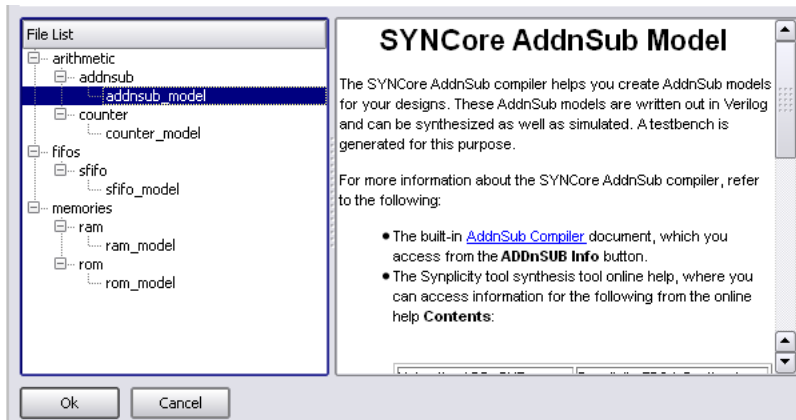 File List
arithmetic
addnsub
addnsub_model
counter
counter_model
fifos
sfifo
sfifo_model
memories
ram
ram_model
rom
rom_model
SYNCore AddnSub Model
The SYNCore AddnSub compiler helps you create AddnSub models
for your designs. These AddnSub models are written out in Verilog
and can be synthesized as well as simulated. A testbench is
generated for this purpose.
For more information about the SYNCore AddnSub compiler, refer
to the following:
• The built-in AddnSub Compiler document, which you
access from the ADDnSUB Info button.
• The Synplicity tool synthesis tool online help, where you
can access information for the following from the online
help Contents:
Ok
Cancel